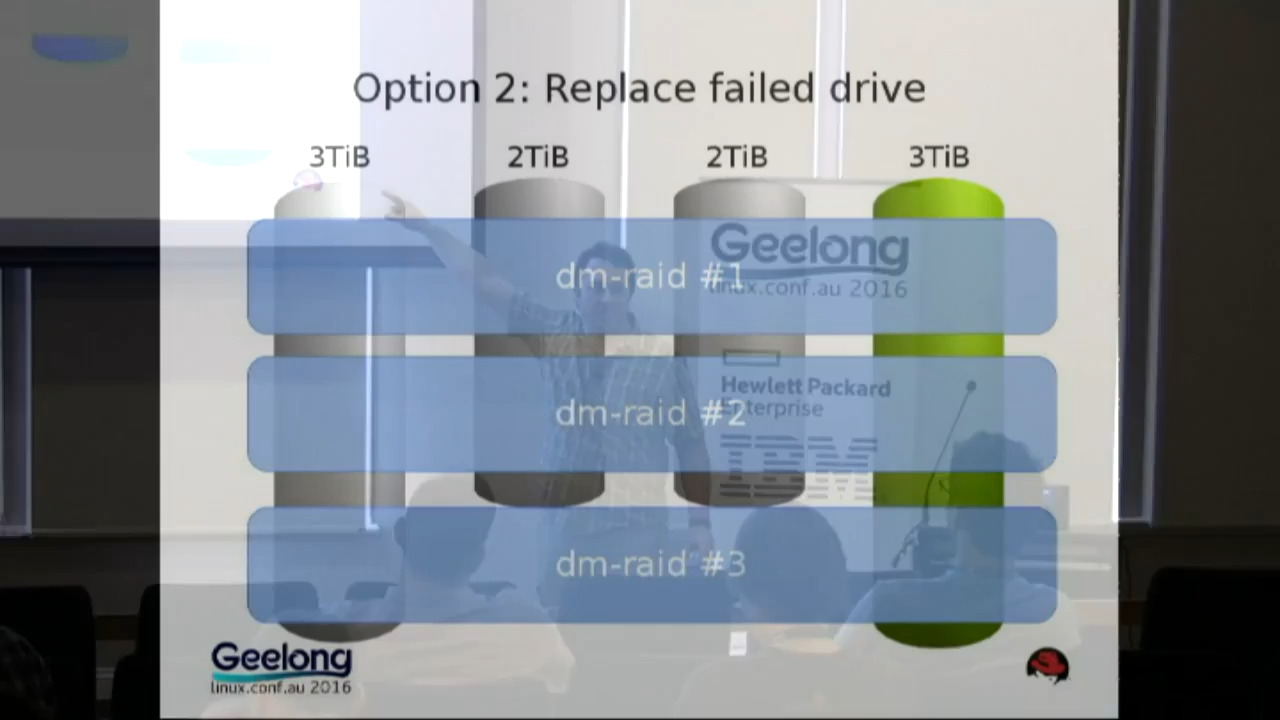 Option 2: Replace failed drive
3TiB
2TiB
2TiB
3TiB
dm-raid #1
Geelong
linux.conf.au 2016
dm-raid #2
Hewlett Packard
Enterprise
IBM
dm-raid #3
Geelong
linux.conf.au 2016